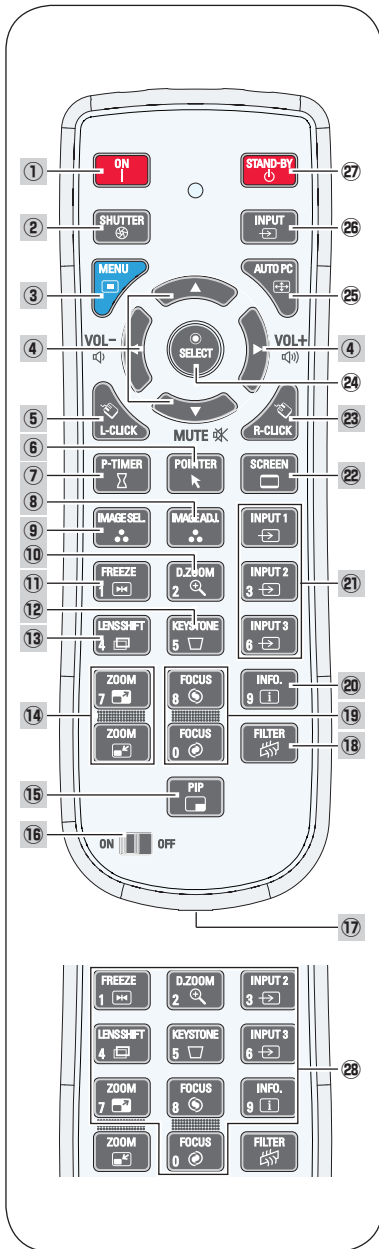 ① ON STAND-BY ㉗
② SHUTTER INPUT ㉖
③ MENU AUTO PC ㉕
④ VOL- VOL+ ④
SELECT ㉔
⑤ L-CLICK R-CLICK ㉓
MUTE
⑥ POINTER
⑦ P-TIMER SCREEN ㉒
⑧ IMAGE ADJ.
⑨ IMAGE SEL. INPUT 1
⑩ D.ZOOM 2
⑪ FREEZE 1 INPUT 2 3 ㉑
⑫ KEYSTONE 5
⑬ LENS SHIFT 4 INPUT 3 6
⑭ ZOOM 7 FOCUS 8 INFO. 9 ⑳
⑲
ZOOM FOCUS 0 FILTER ⑱
⑮ PIP
⑯ ON OFF
⑰
FREEZE 1 D.ZOOM 2 INPUT 2 3
LENS SHIFT 4 KEYSTONE 5 INPUT 3 6
㉘
ZOOM 7 FOCUS 8 INFO. 9
ZOOM FOCUS 0 FILTER